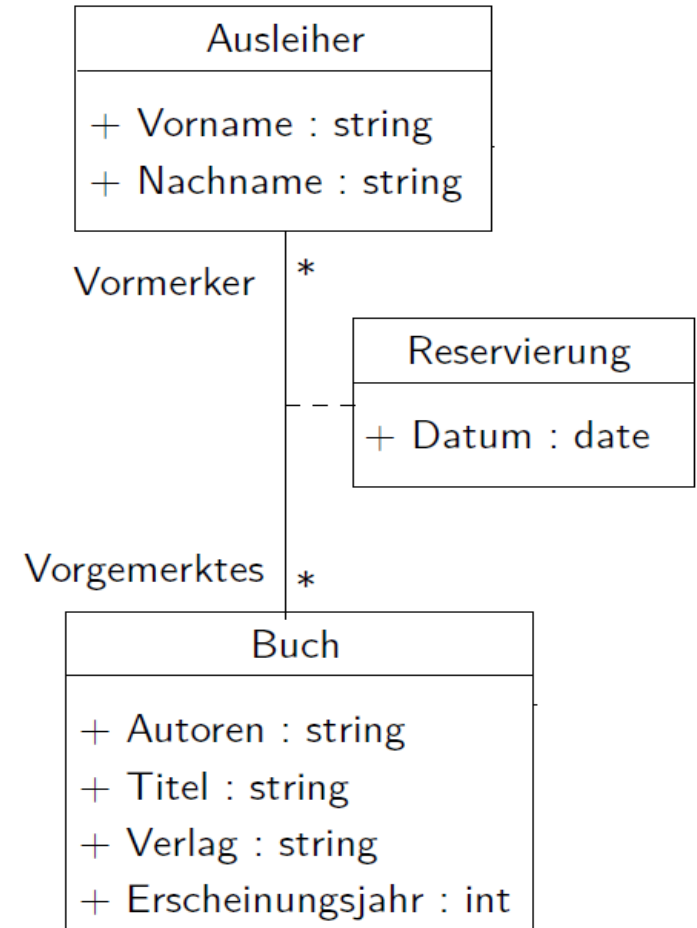 Ausleiher
+ Vorname : string
+ Nachname : string
Vormerker *
Reservierung
+ Datum : date
Vorgemerktes *
Buch
+ Autoren : string
+ Titel : string
+ Verlag : string
+ Erscheinungsjahr : int